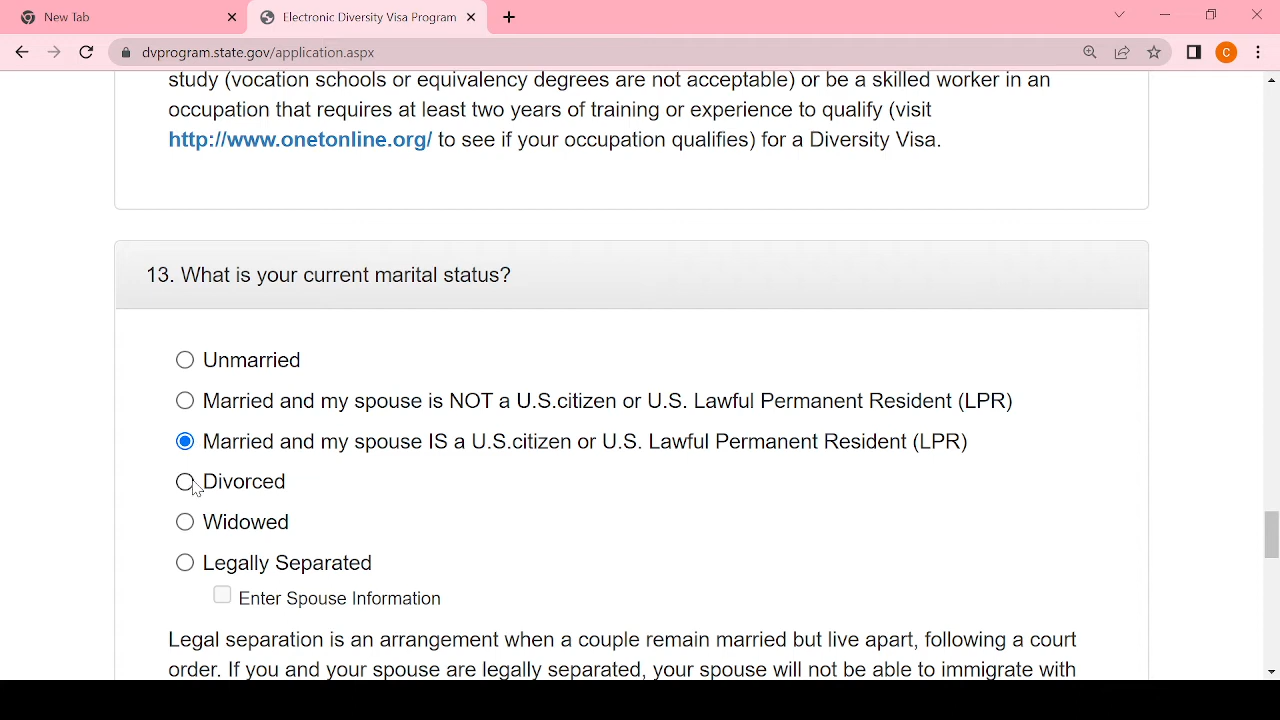 New Tab
Electronic Diversity Visa Program
dvprogram.state.gov/application.aspx
C
study (vocation schools or equivalency degrees are not acceptable) or be a skilled worker in an
occupation that requires at least two years of training or experience to qualify (visit
http://www.onetonline.org/ to see if your occupation qualifies) for a Diversity Visa.
13. What is your current marital status?
Unmarried
Married and my spouse is NOT a U.S.citizen or U.S. Lawful Permanent Resident (LPR)
Married and my spouse IS a U.S.citizen or U.S. Lawful Permanent Resident (LPR)
Divorced
Widowed
Legally Separated
Enter Spouse Information
Legal separation is an arrangement when a couple remain married but live apart, following a court
order. If you and your spouse are legally separated, your spouse will not be able to immigrate with